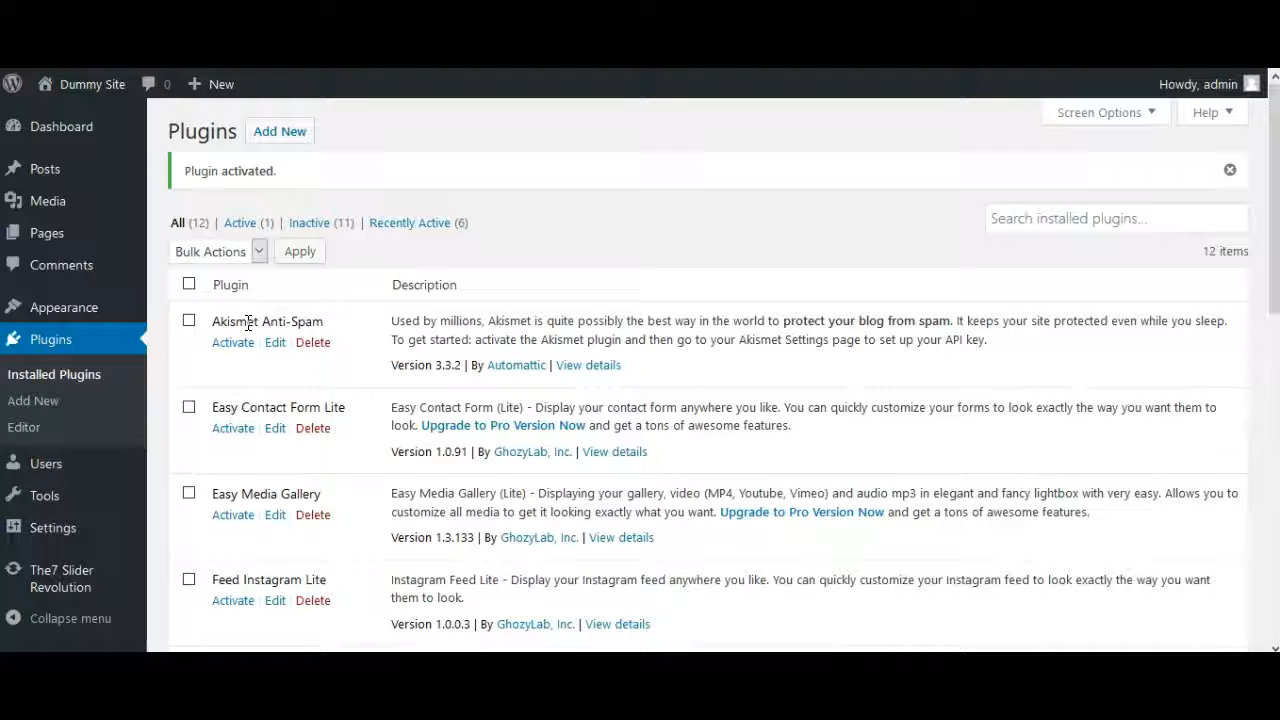 Dummy Site 0 New Howdy, admin
Screen Options Help
Dashboard
Posts
Media
Pages
Comments
Appearance
Plugins
Installed Plugins
Add New
Editor
Users
Tools
Settings
The7 Slider
Revolution
Collapse menu
Plugins Add New
Plugin activated.
All (12) | Active (1) | Inactive (11) | Recently Active (6)
Search installed plugins...
Bulk Actions Apply
12 items
Plugin Description
Akismet Anti-Spam
Activate | Edit | Delete
Used by millions, Akismet is quite possibly the best way in the world to protect your blog from spam. It keeps your site protected even while you sleep.
To get started: activate the Akismet plugin and then go to your Akismet Settings page to set up your API key.
Version 3.3.2 | By Automattic | View details
Easy Contact Form Lite
Activate | Edit | Delete
Easy Contact Form (Lite) - Display your contact form anywhere you like. You can quickly customize your forms to look exactly the way you want them to
look. Upgrade to Pro Version Now and get a tons of awesome features.
Version 1.0.91 | By GhozyLab, Inc. | View details
Easy Media Gallery
Activate | Edit | Delete
Easy Media Gallery (Lite) - Displaying your gallery, video (MP4, Youtube, Vimeo) and audio mp3 in elegant and fancy lightbox with very easy. Allows you to
customize all media to get it looking exactly what you want. Upgrade to Pro Version Now and get a tons of awesome features.
Version 1.3.133 | By GhozyLab, Inc. | View details
Feed Instagram Lite
Activate | Edit | Delete
Instagram Feed Lite - Display your Instagram feed anywhere you like. You can quickly customize your Instagram feed to look exactly the way you want
them to look.
Version 1.0.0.3 | By GhozyLab, Inc. | View details